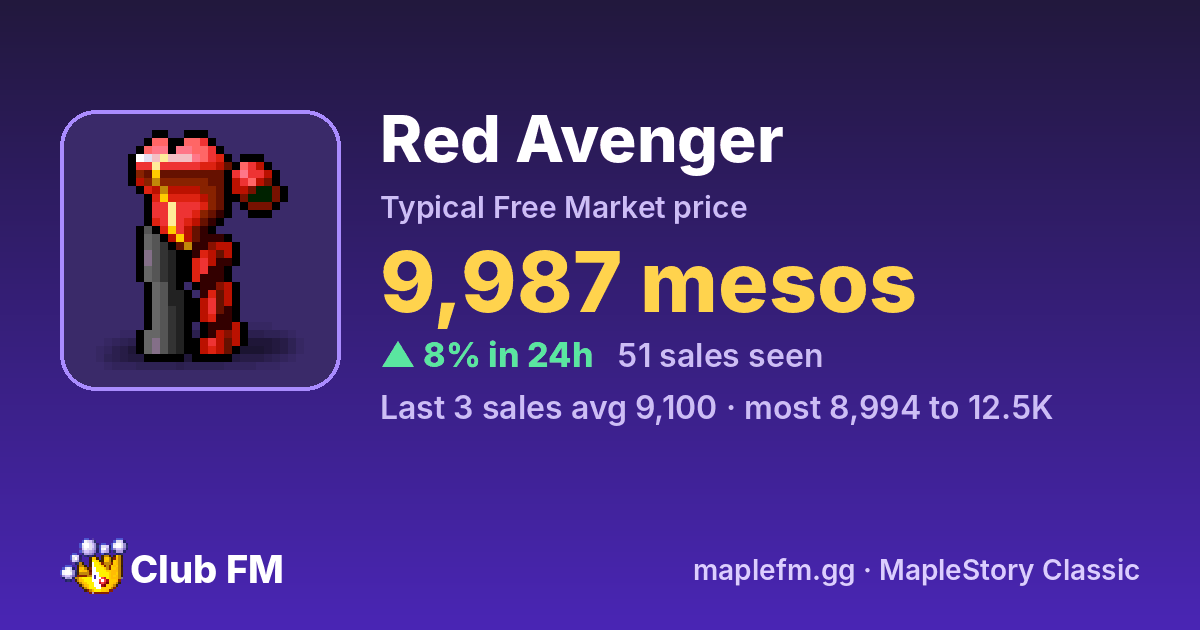 Red Avenger
Typical Free Market price
9,987 mesos
▲ 8% in 24h 51 sales seen
Last 3 sales avg 9,100 · most 8,994 to 12.5K
Club FM
maplefm.gg · MapleStory Classic